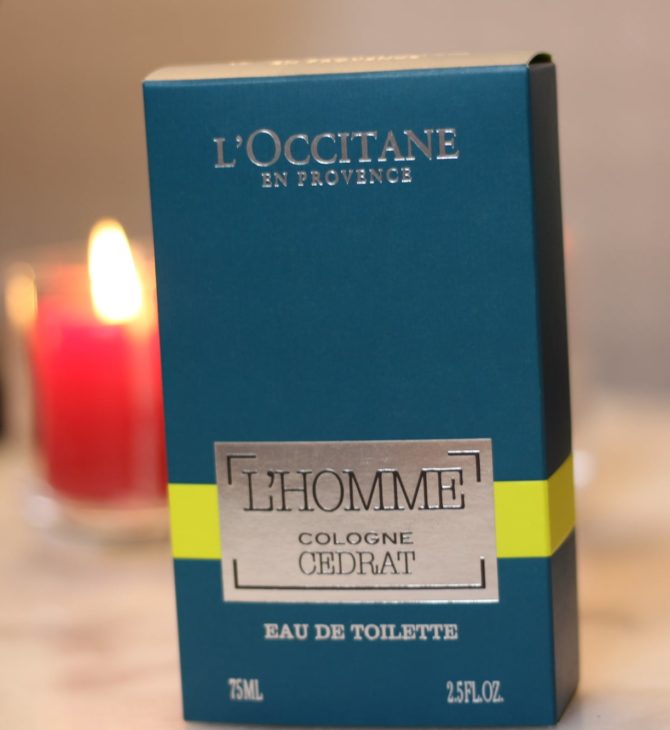 L'OCCITANE
EN PROVENCE
L'HOMME
COLOGNE
CEDRAT
EAU DE TOILETTE
75ML 2.5FL.OZ.